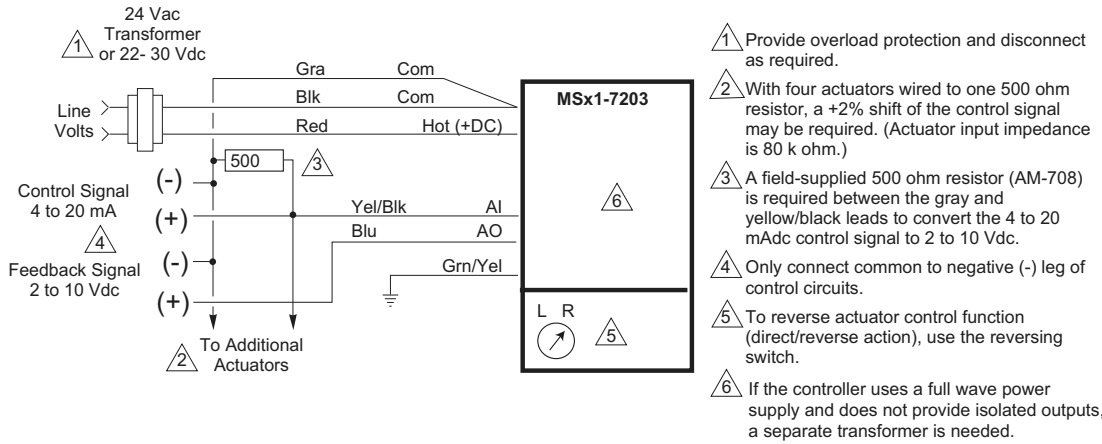 24 Vac
Transformer
or 22- 30 Vdc
1
Line
Volts
Gra Com
Blk Com
Red Hot (+DC)
MSx1-7203
500
3
6
Control Signal
4 to 20 mA
4
Feedback Signal
2 to 10 Vdc
(-)
(+)
(-)
(+)
Yel/Blk AI
Blu AO
Grn/Yel
L R
5
2
To Additional
Actuators
1 Provide overload protection and disconnect
as required.
2 With four actuators wired to one 500 ohm
resistor, a +2% shift of the control signal
may be required. (Actuator input impedance
is 80 k ohm.)
3 A field-supplied 500 ohm resistor (AM-708)
is required between the gray and
yellow/black leads to convert the 4 to 20
mAdc control signal to 2 to 10 Vdc.
4 Only connect common to negative (-) leg of
control circuits.
5 To reverse actuator control function
(direct/reverse action), use the reversing
switch.
6 If the controller uses a full wave power
supply and does not provide isolated outputs,
a separate transformer is needed.